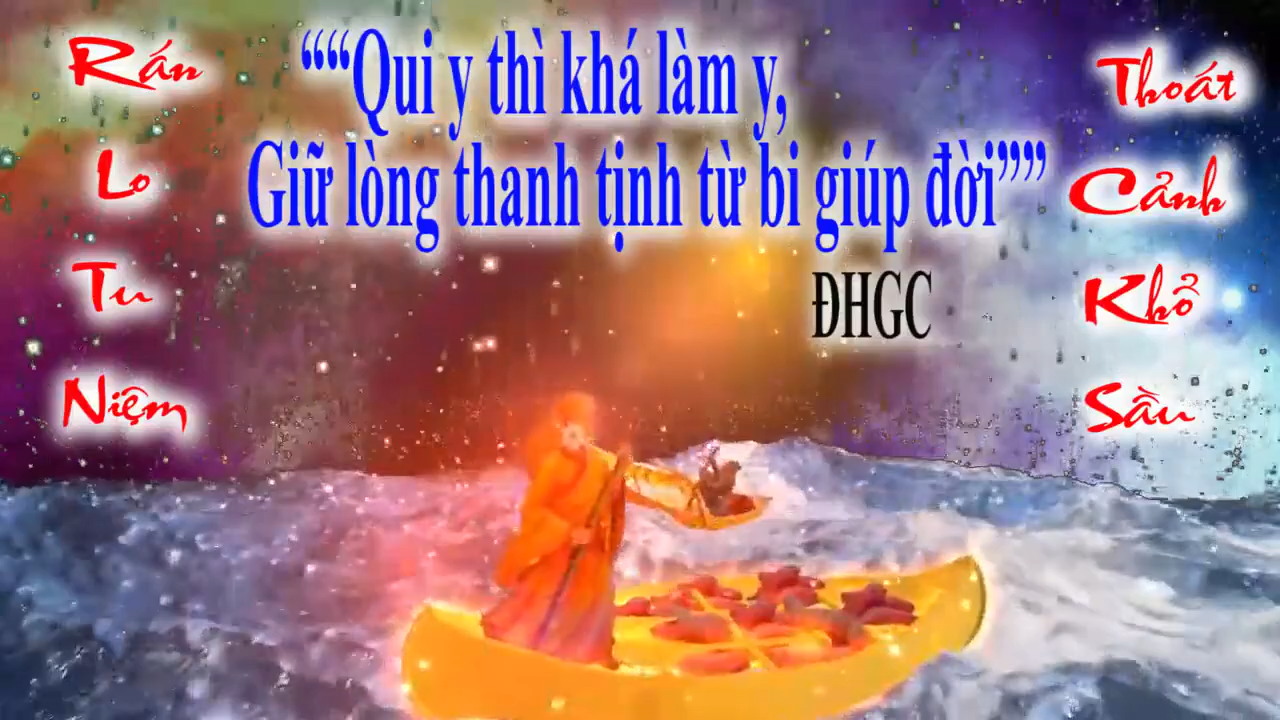 Rấn
Lo
Tu
Niệm
““Qui y thì khá làm y,
Giữ lòng thanh tịnh từ bi giúp đời””
ĐHGC
Thoát
Cảnh
Khổ
Sầu